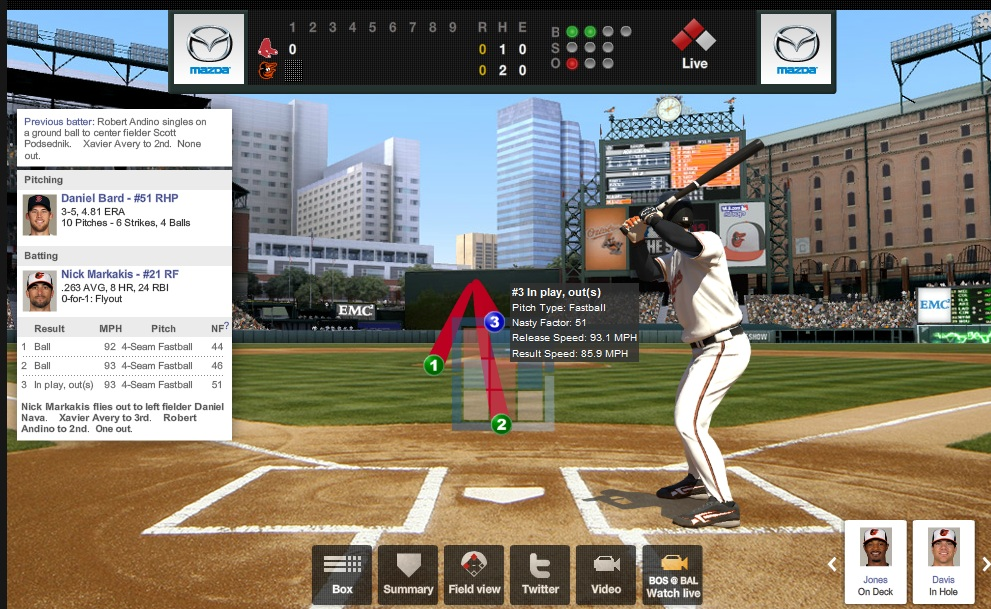 1 2 3 4 5 6 7 8 9 R H E
0 0 1 0
0 2 0
B
S
O
Live
mazda
mazda
Previous batter: Robert Andino singles on
a ground ball to center fielder Scott
Podsednik. Xavier Avery to 2nd. None
out.
Pitching
Daniel Bard - #51 RHP
3-5, 4.81 ERA
10 Pitches - 6 Strikes, 4 Balls
Batting
Nick Markakis - #21 RF
.263 AVG, 8 HR, 24 RBI
0-for-1: Flyout
Result MPH Pitch NF?
1 Ball 92 4-Seam Fastball 44
2 Ball 93 4-Seam Fastball 46
3 In play, out(s) 93 4-Seam Fastball 51
Nick Markakis flies out to left fielder Daniel
Nava. Xavier Avery to 3rd. Robert
Andino to 2nd. One out.
EMC
#3 In play, out(s)
Pitch Type: Fastball
Nasty Factor: 51
Release Speed: 93.1 MPH
Result Speed: 85.9 MPH
3
1
2
THE S
SHOW
EMC
Box
Summary
Field view
Twitter
Video
BOS @ BAL
Watch live
Jones
On Deck
Davis
In Hole